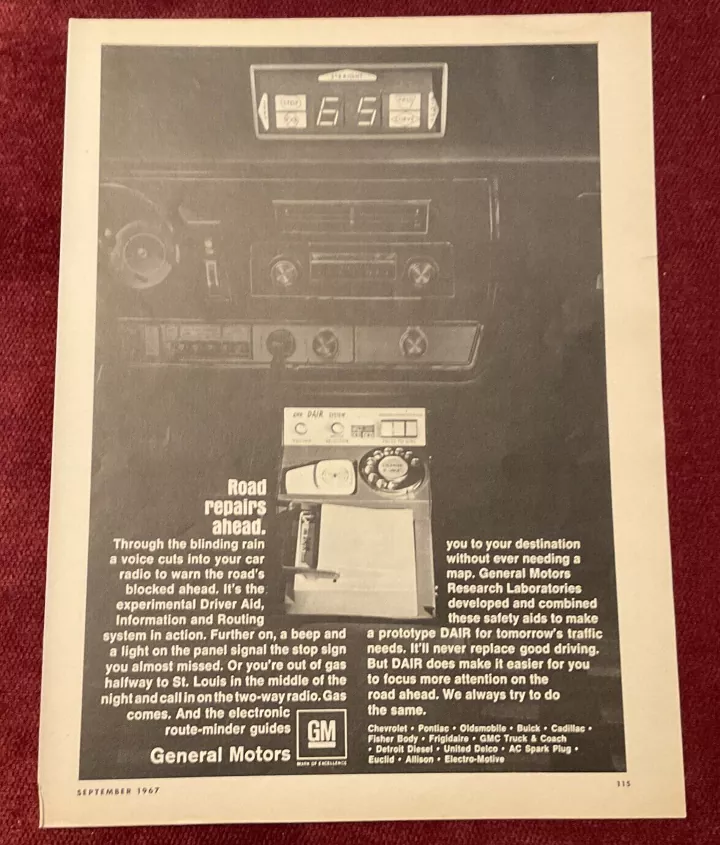 STRAIGHT
65
DAIR
Road
repairs
ahead.
Through the blinding rain
a voice cuts into your car
radio to warn the road's
blocked ahead. It's the
experimental Driver Aid,
Information and Routing
system in action. Further on, a beep and
a light on the panel signal the stop sign
you almost missed. Or you're out of gas
halfway to St. Louis in the middle of the
night and call in on the two-way radio. Gas
comes. And the electronic
route-minder guides
you to your destination
without ever needing a
map. General Motors
Research Laboratories
developed and combined
these safety aids to make
a prototype DAIR for tomorrow's traffic
needs. It'll never replace good driving.
But DAIR does make it easier for you
to focus more attention on the
road ahead. We always try to do
the same.
General Motors
GM
MARK OF EXCELLENCE
Chevrolet • Pontiac • Oldsmobile • Buick • Cadillac •
Fisher Body • Frigidaire • GMC Truck & Coach
• Detroit Diesel • United Delco • AC Spark Plug •
Euclid • Allison • Electro-Motive
SEPTEMBER 1967
115